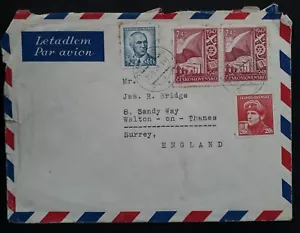 Letadlem
Par avion
ČESKOSLOVENSKO
ČESKOSLOVENSKO
Mr.
Jas. R. Bridge
8. Sandy Way
Walton - on - Thames
Surrey,
ENGLAND